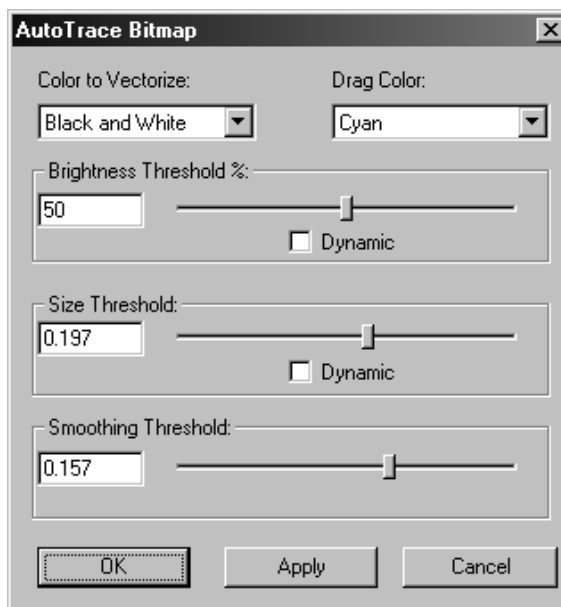 AutoTrace Bitmap
Color to Vectorize: Drag Color:
Black and White Cyan
Brightness Threshold %:
50
Dynamic
Size Threshold:
0.197
Dynamic
Smoothing Threshold:
0.157
OK Apply Cancel